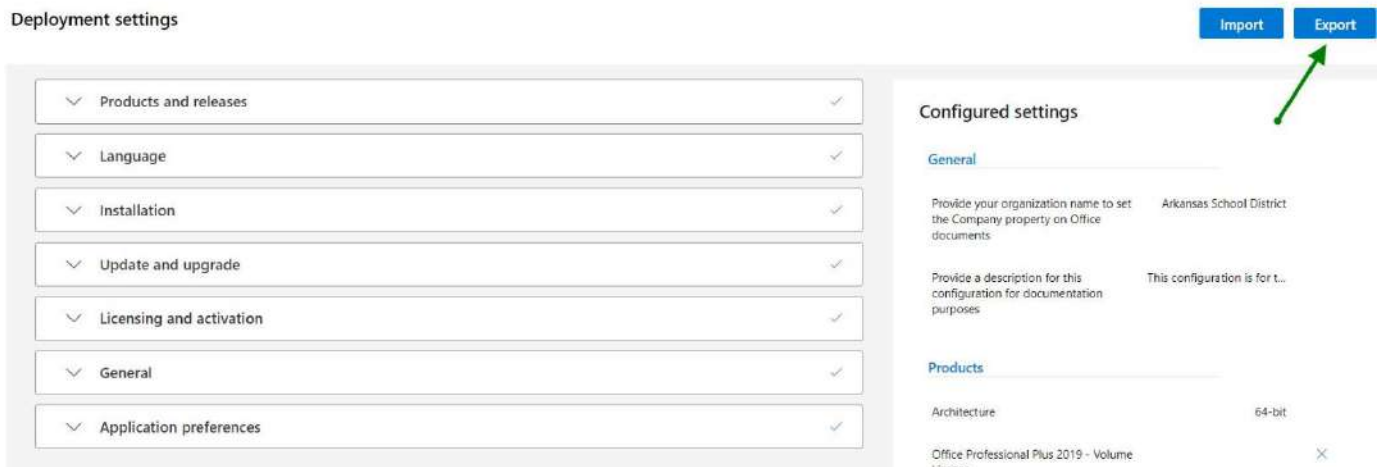 Deployment settings
Import
Export
Products and releases
Language
Installation
Update and upgrade
Licensing and activation
General
Application preferences
Configured settings
General
Provide your organization name to set
the Company property on Office
documents
Arkansas School District
Provide a description for this
configuration for documentation
purposes
This configuration is for t...
Products
Architecture
64-bit
Office Professional Plus 2019 - Volume